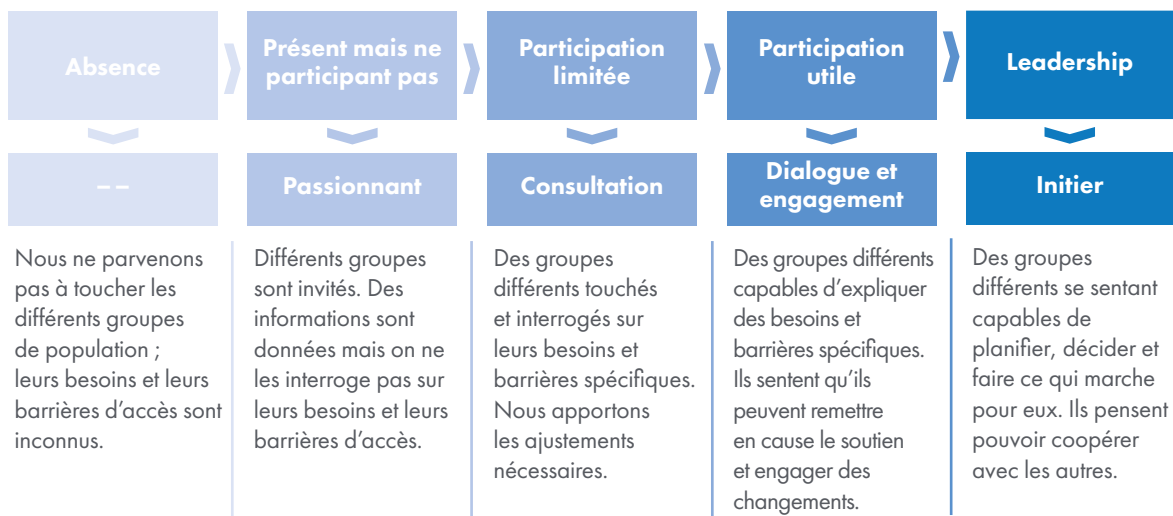 Absence
Présent mais ne
participant pas
Participation
limitée
Participation
utile
Leadership
– –
Passionnant
Consultation
Dialogue et
engagement
Initier
Nous ne parvenons
pas à toucher les
différents groupes
de population ;
leurs besoins et leurs
barrières d’accès sont
inconnus.
Différents groupes
sont invités. Des
informations sont
données mais on ne
les interroge pas sur
leurs besoins et leurs
barrières d’accès.
Des groupes
différents touchés
et interrogés sur
leurs besoins et
barrières spécifiques.
Nous apportons
les ajustements
nécessaires.
Des groupes différents
capables d’expliquer
des besoins et
barrières spécifiques.
Ils sentent qu’ils
peuvent remettre
en cause le soutien
et engager des
changements.
Des groupes
différents se sentant
capables de
planifier, décider et
faire ce qui marche
pour eux. Ils pensent
pouvoir coopérer
avec les autres.